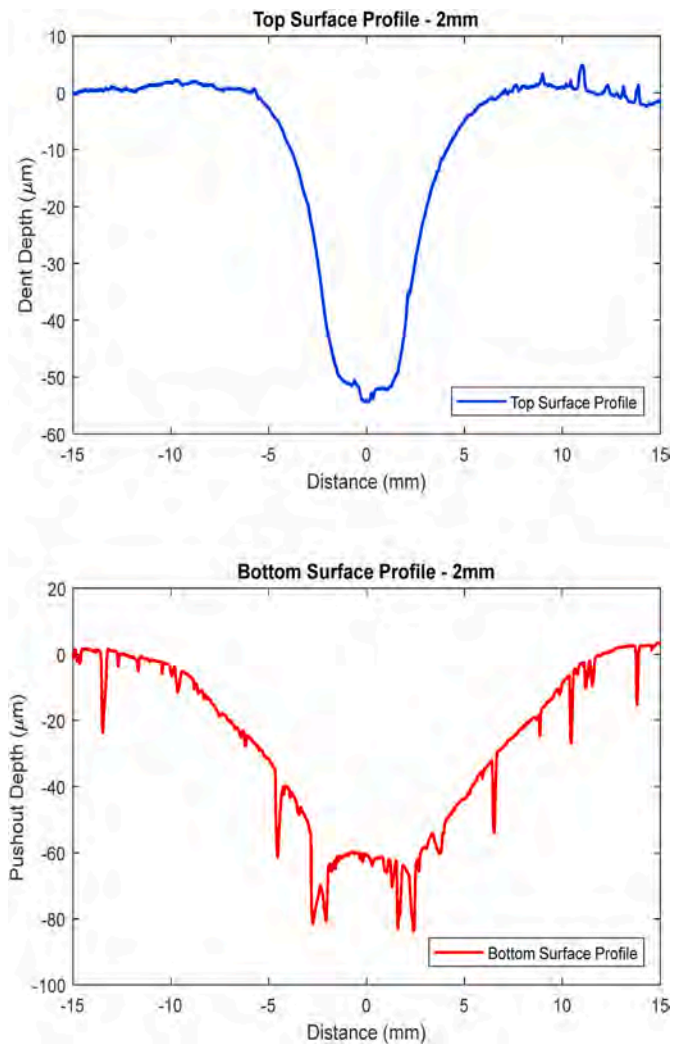 Top Surface Profile - 2mm
10
0
-10
-20
-30
-40
-50
-60
Dent Depth (μm)
Top Surface Profile
-15 -10 -5 0 5 10 15
Distance (mm)
Bottom Surface Profile - 2mm
20
0
-20
-40
-60
-80
-100
Pushout Depth (μm)
Bottom Surface Profile
-15 -10 -5 0 5 10 15
Distance (mm)